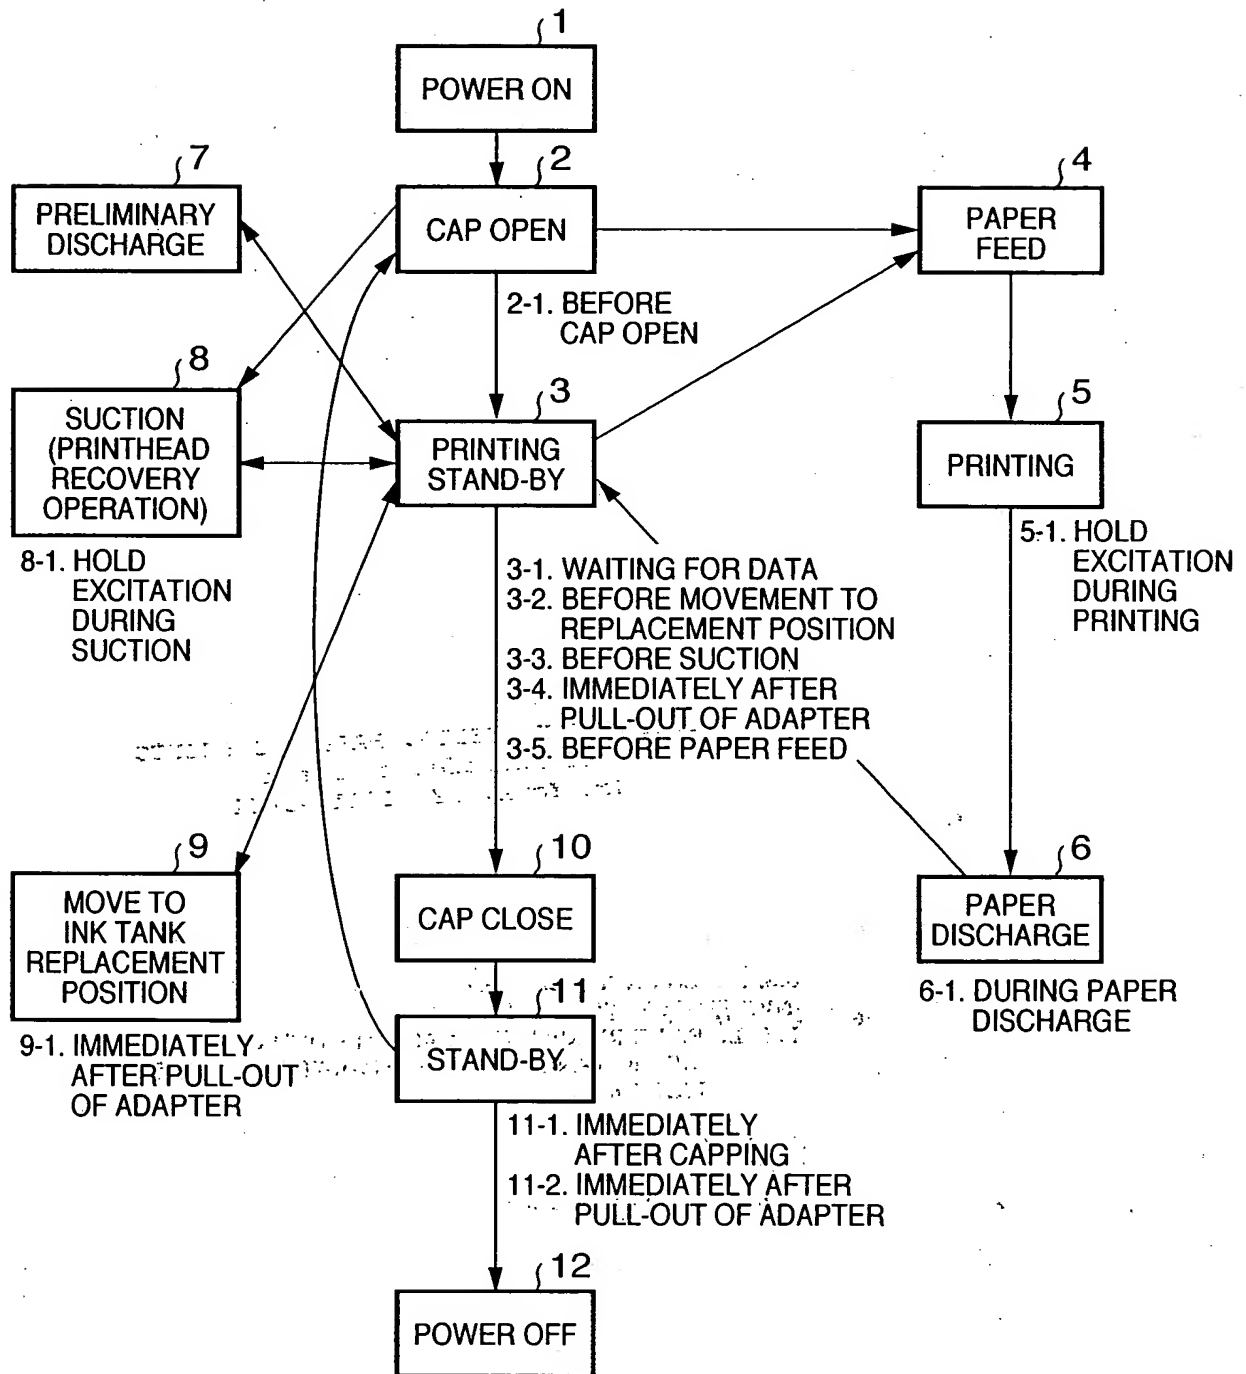 1
POWER ON
7
PRELIMINARY
DISCHARGE
2
CAP OPEN
4
PAPER
FEED
2-1. BEFORE
CAP OPEN
8
SUCTION
(PRINTHEAD
RECOVERY
OPERATION)
8-1. HOLD
EXCITATION
DURING
SUCTION
3
PRINTING
STAND-BY
5
PRINTING
5-1. HOLD
EXCITATION
DURING
PRINTING
3-1. WAITING FOR DATA
3-2. BEFORE MOVEMENT TO
REPLACEMENT POSITION
3-3. BEFORE SUCTION
3-4. IMMEDIATELY AFTER
PULL-OUT OF ADAPTER
3-5. BEFORE PAPER FEED
9
MOVE TO
INK TANK
REPLACEMENT
POSITION
9-1. IMMEDIATELY
AFTER PULL-OUT
OF ADAPTER
10
CAP CLOSE
6
PAPER
DISCHARGE
6-1. DURING PAPER
DISCHARGE
11
STAND-BY
11-1. IMMEDIATELY
AFTER CAPPING
11-2. IMMEDIATELY AFTER
PULL-OUT OF ADAPTER
12
POWER OFF